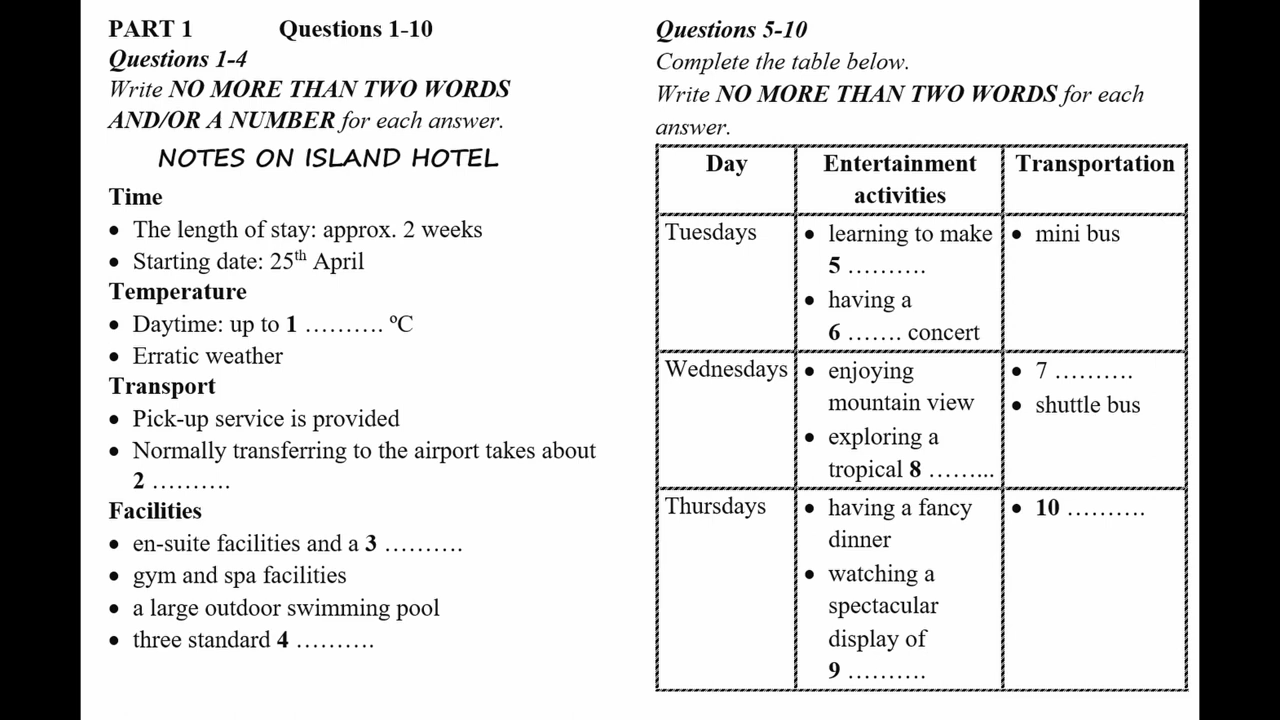 PART 1 Questions 1-10
Questions 1-4
Write NO MORE THAN TWO WORDS
AND/OR A NUMBER for each answer.
NOTES ON ISLAND HOTEL
Time
• The length of stay: approx. 2 weeks
• Starting date: 25th April
Temperature
• Daytime: up to 1 ………. ºC
• Erratic weather
Transport
• Pick-up service is provided
• Normally transferring to the airport takes about
2 ……….
Facilities
• en-suite facilities and a 3 ……….
• gym and spa facilities
• a large outdoor swimming pool
• three standard 4 ……….
Questions 5-10
Complete the table below.
Write NO MORE THAN TWO WORDS for each
answer.
Day Entertainment Transportation
activities
Tuesdays • learning to make • mini bus
5 ……….
• having a
6 ……. concert
Wednesdays • enjoying • 7 ……….
mountain view • shuttle bus
• exploring a
tropical 8 ……...
Thursdays • having a fancy • 10 ……….
dinner
• watching a
spectacular
display of
9 ……….